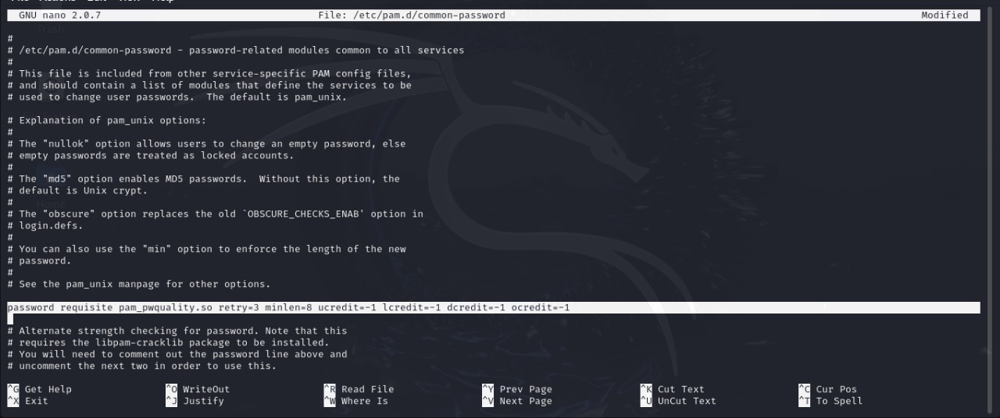 GNU nano 2.0.7 File: /etc/pam.d/common-password Modified
Trash
#
# /etc/pam.d/common-password - password-related modules common to all services
#
# This file is included from other service-specific PAM config files,
# and should contain a list of modules that define the services to be
# used to change user passwords.  The default is pam_unix.
# Explanation of pam_unix options:
#
# The "nullok" option allows users to change an empty password, else
# empty passwords are treated as locked accounts.
#
# The "md5" option enables MD5 passwords.  Without this option, the
# default is Unix crypt.
Home
#
# The "obscure" option replaces the old `OBSCURE_CHECKS_ENAB' option in
# login.defs.
#
# You can also use the "min" option to enforce the length of the new
# password.
#
# See the pam_unix manpage for other options.
password requisite pam_pwquality.so retry=3 minlen=8 ucredit=-1 lcredit=-1 dcredit=-1 ocredit=-1
# Alternate strength checking for password. Note that this
# requires the libpam-cracklib package to be installed.
# You will need to comment out the password line above and
# uncomment the next two in order to use this.
^G Get Help ^O WriteOut ^R Read File ^Y Prev Page ^K Cut Text ^C Cur Pos
^X Exit ^J Justify ^W Where Is ^V Next Page ^U UnCut Text ^T To Spell